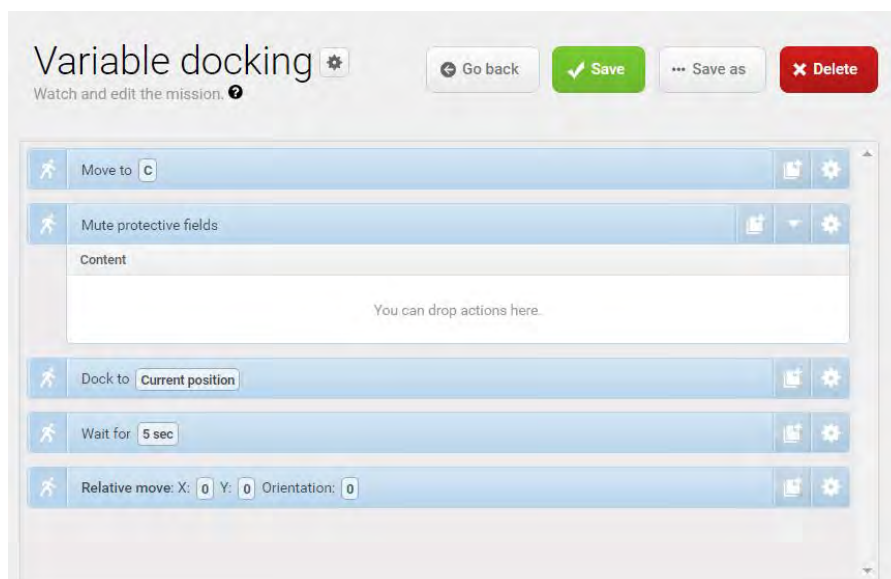 Variable docking
Go back
Save
••• Save as
Delete
Watch and edit the mission. ?
Move to C
Mute protective fields
Content
You can drop actions here.
Dock to Current position
Wait for 5 sec
Relative move: X: 0 Y: 0 Orientation: 0